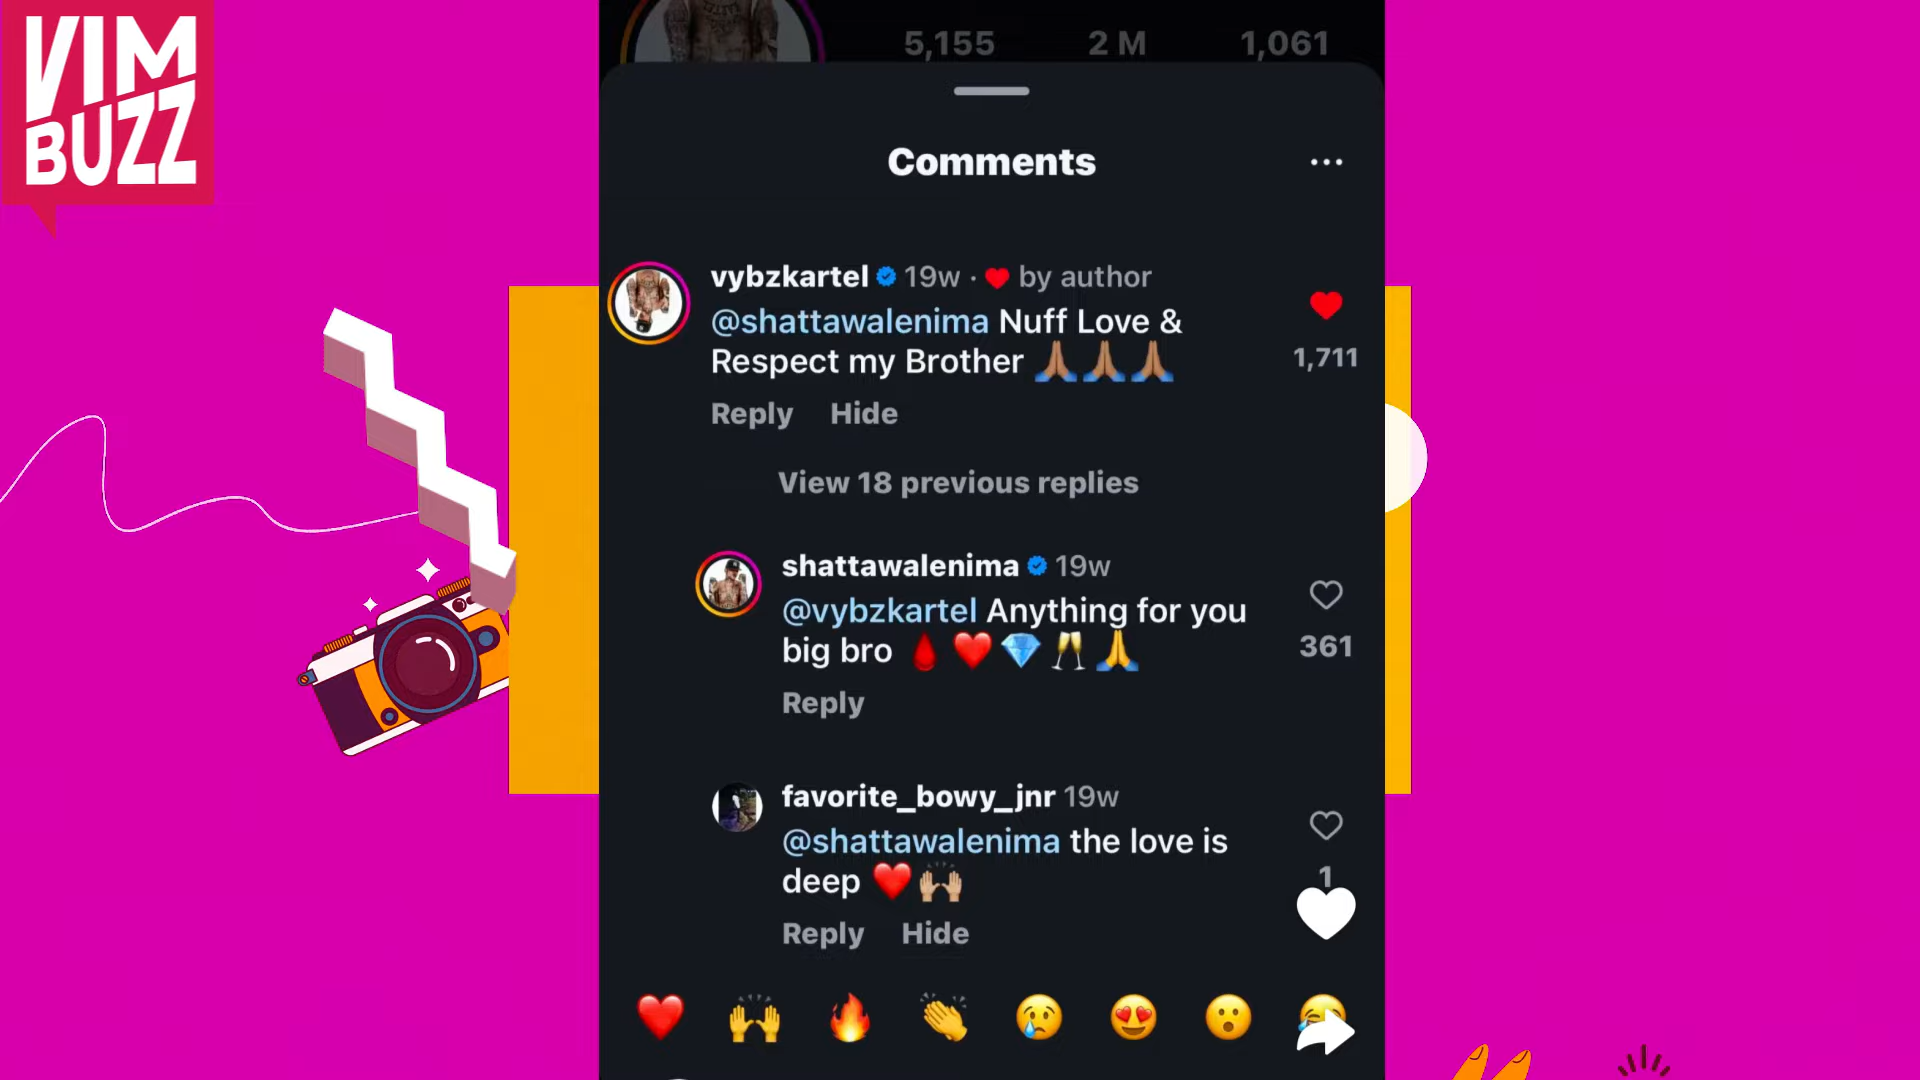 VIM
BUZZ
5,155 2 M 1,061
Comments
vybzkartel 19w · ❤️ by author
@shattawalenima Nuff Love &
Respect my Brother 🙏🏽🙏🏽🙏🏽
1,711
Reply Hide
View 18 previous replies
shattawalenima 19w
@vybzkartel Anything for you
big bro 🩸❤️💎🥂🙏
361
Reply
favorite_bowy_jnr 19w
@shattawalenima the love is
deep ❤️🙌🏼
1
Reply Hide